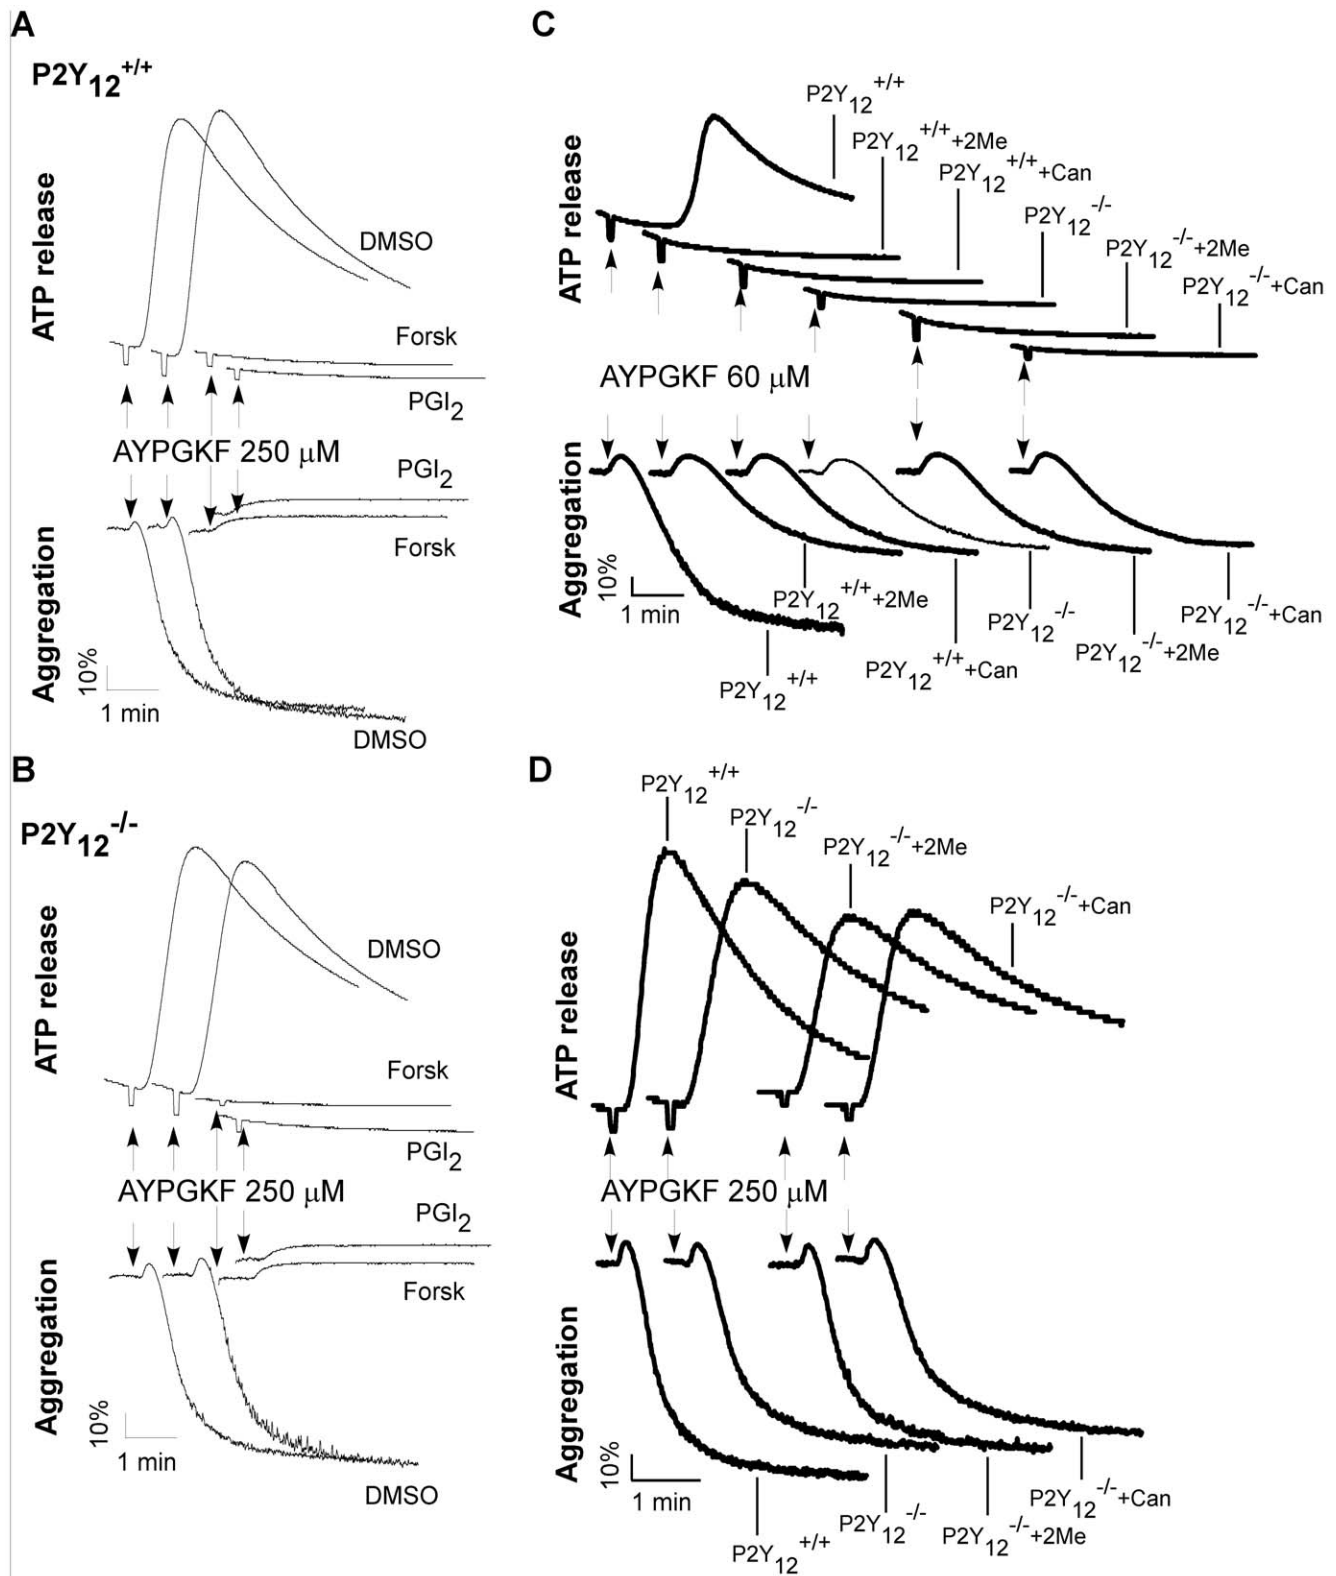 A
P2Y12+/+
ATP release
DMSO
Forsk
PGI2
AYPGKF 250 μM
PGI2
Forsk
Aggregation
10%
1 min
DMSO
B
P2Y12-/-
ATP release
DMSO
Forsk
PGI2
AYPGKF 250 μM
PGI2
Forsk
Aggregation
10%
1 min
DMSO
C
P2Y12+/+
P2Y12+/++2Me
P2Y12+/++Can
P2Y12-/-
P2Y12-/-+2Me
P2Y12-/-+Can
ATP release
AYPGKF 60 μM
Aggregation
10%
1 min
P2Y12+/++2Me
P2Y12-/-
P2Y12-/-+Can
P2Y12-/-+2Me
P2Y12+/++Can
P2Y12+/+
D
P2Y12+/+
P2Y12-/-
P2Y12-/-+2Me
P2Y12-/-+Can
ATP release
AYPGKF 250 μM
Aggregation
10%
1 min
P2Y12-/-+Can
P2Y12-/-
P2Y12-/-+2Me
P2Y12+/+